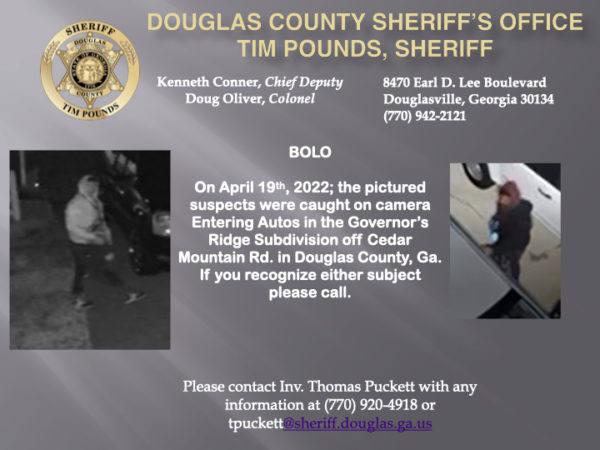 DOUGLAS COUNTY SHERIFF'S OFFICE
TIM POUNDS, SHERIFF
SHERIFF
DOUGLAS
COUNTY
TIM POUNDS
Kenneth Conner, Chief Deputy
Doug Oliver, Colonel
8470 Earl D. Lee Boulevard
Douglasville, Georgia 30134
(770) 942-2121
BOLO
On April 19th, 2022; the pictured
suspects were caught on camera
Entering Autos in the Governor's
Ridge Subdivision off Cedar
Mountain Rd. in Douglas County, Ga.
If you recognize either subject
please call.
Please contact Inv. Thomas Puckett with any
information at (770) 920-4918 or
tpuckett@sheriff.douglas.ga.us